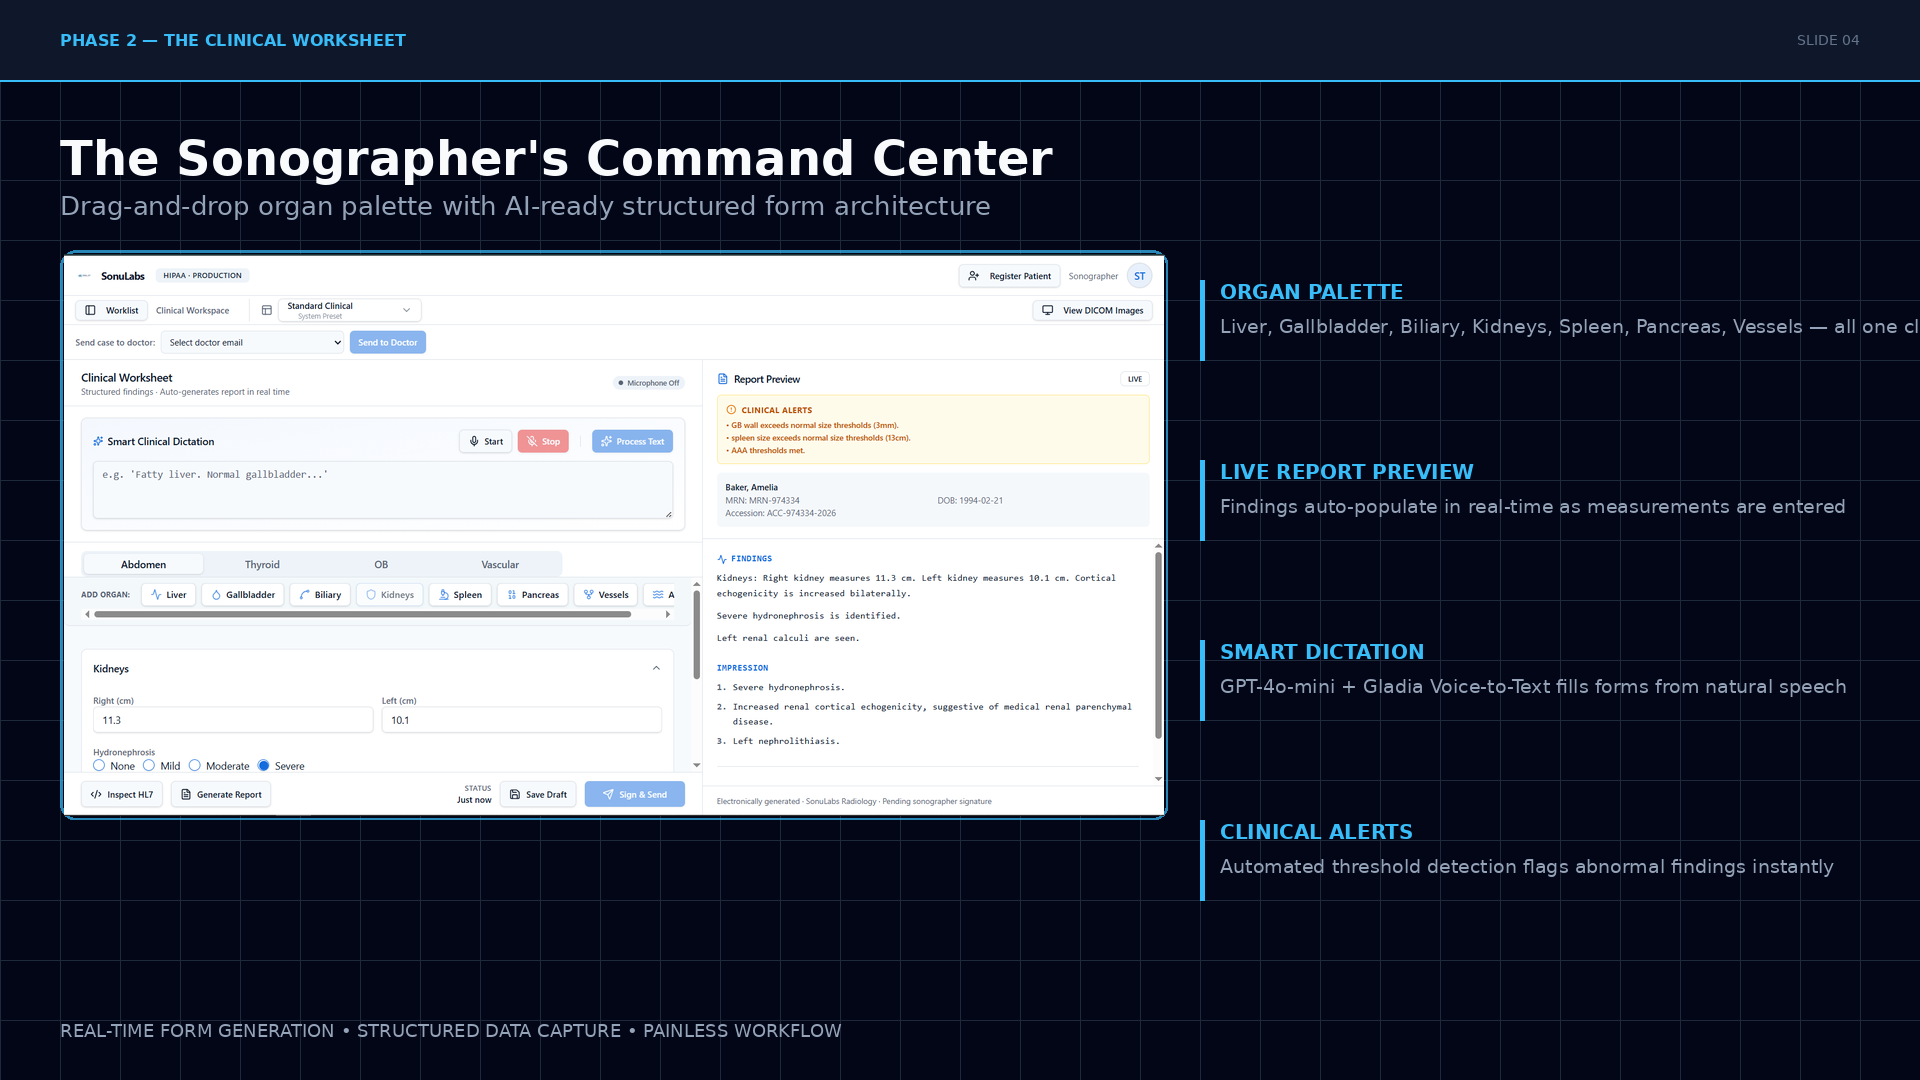 PHASE 2 — THE CLINICAL WORKSHEET
SLIDE 04
The Sonographer's Command Center
Drag-and-drop organ palette with AI-ready structured form architecture
SonuLabs
HIPAA - PRODUCTION
Register Patient
Sonographer
ST
Worklist
Clinical Workspace
Standard Clinical
System Preset
View DICOM Images
Send case to doctor:
Select doctor email
Send to Doctor
Clinical Worksheet
Structured findings · Auto-generates report in real time
Microphone Off
Smart Clinical Dictation
Start
Stop
Process Text
e.g. 'Fatty liver. Normal gallbladder...'
Abdomen
Thyroid
OB
Vascular
ADD ORGAN:
Liver
Gallbladder
Biliary
Kidneys
Spleen
Pancreas
Vessels
A
Kidneys
Right (cm)
Left (cm)
11.3
10.1
Hydronephrosis
None
Mild
Moderate
Severe
Inspect HL7
Generate Report
STATUS
Just now
Save Draft
Sign & Send
Report Preview
LIVE
CLINICAL ALERTS
• GB wall exceeds normal size thresholds (3mm).
• spleen size exceeds normal size thresholds (13cm).
• AAA thresholds met.
Baker, Amelia
MRN: MRN-974334
DOB: 1994-02-21
Accession: ACC-974334-2026
FINDINGS
Kidneys: Right kidney measures 11.3 cm. Left kidney measures 10.1 cm. Cortical
echogenicity is increased bilaterally.
Severe hydronephrosis is identified.
Left renal calculi are seen.
IMPRESSION
1. Severe hydronephrosis.
2. Increased renal cortical echogenicity, suggestive of medical renal parenchymal
disease.
3. Left nephrolithiasis.
Electronically generated · SonuLabs Radiology · Pending sonographer signature
ORGAN PALETTE
Liver, Gallbladder, Biliary, Kidneys, Spleen, Pancreas, Vessels — all one cl
LIVE REPORT PREVIEW
Findings auto-populate in real-time as measurements are entered
SMART DICTATION
GPT-4o-mini + Gladia Voice-to-Text fills forms from natural speech
CLINICAL ALERTS
Automated threshold detection flags abnormal findings instantly
REAL-TIME FORM GENERATION • STRUCTURED DATA CAPTURE • PAINLESS WORKFLOW